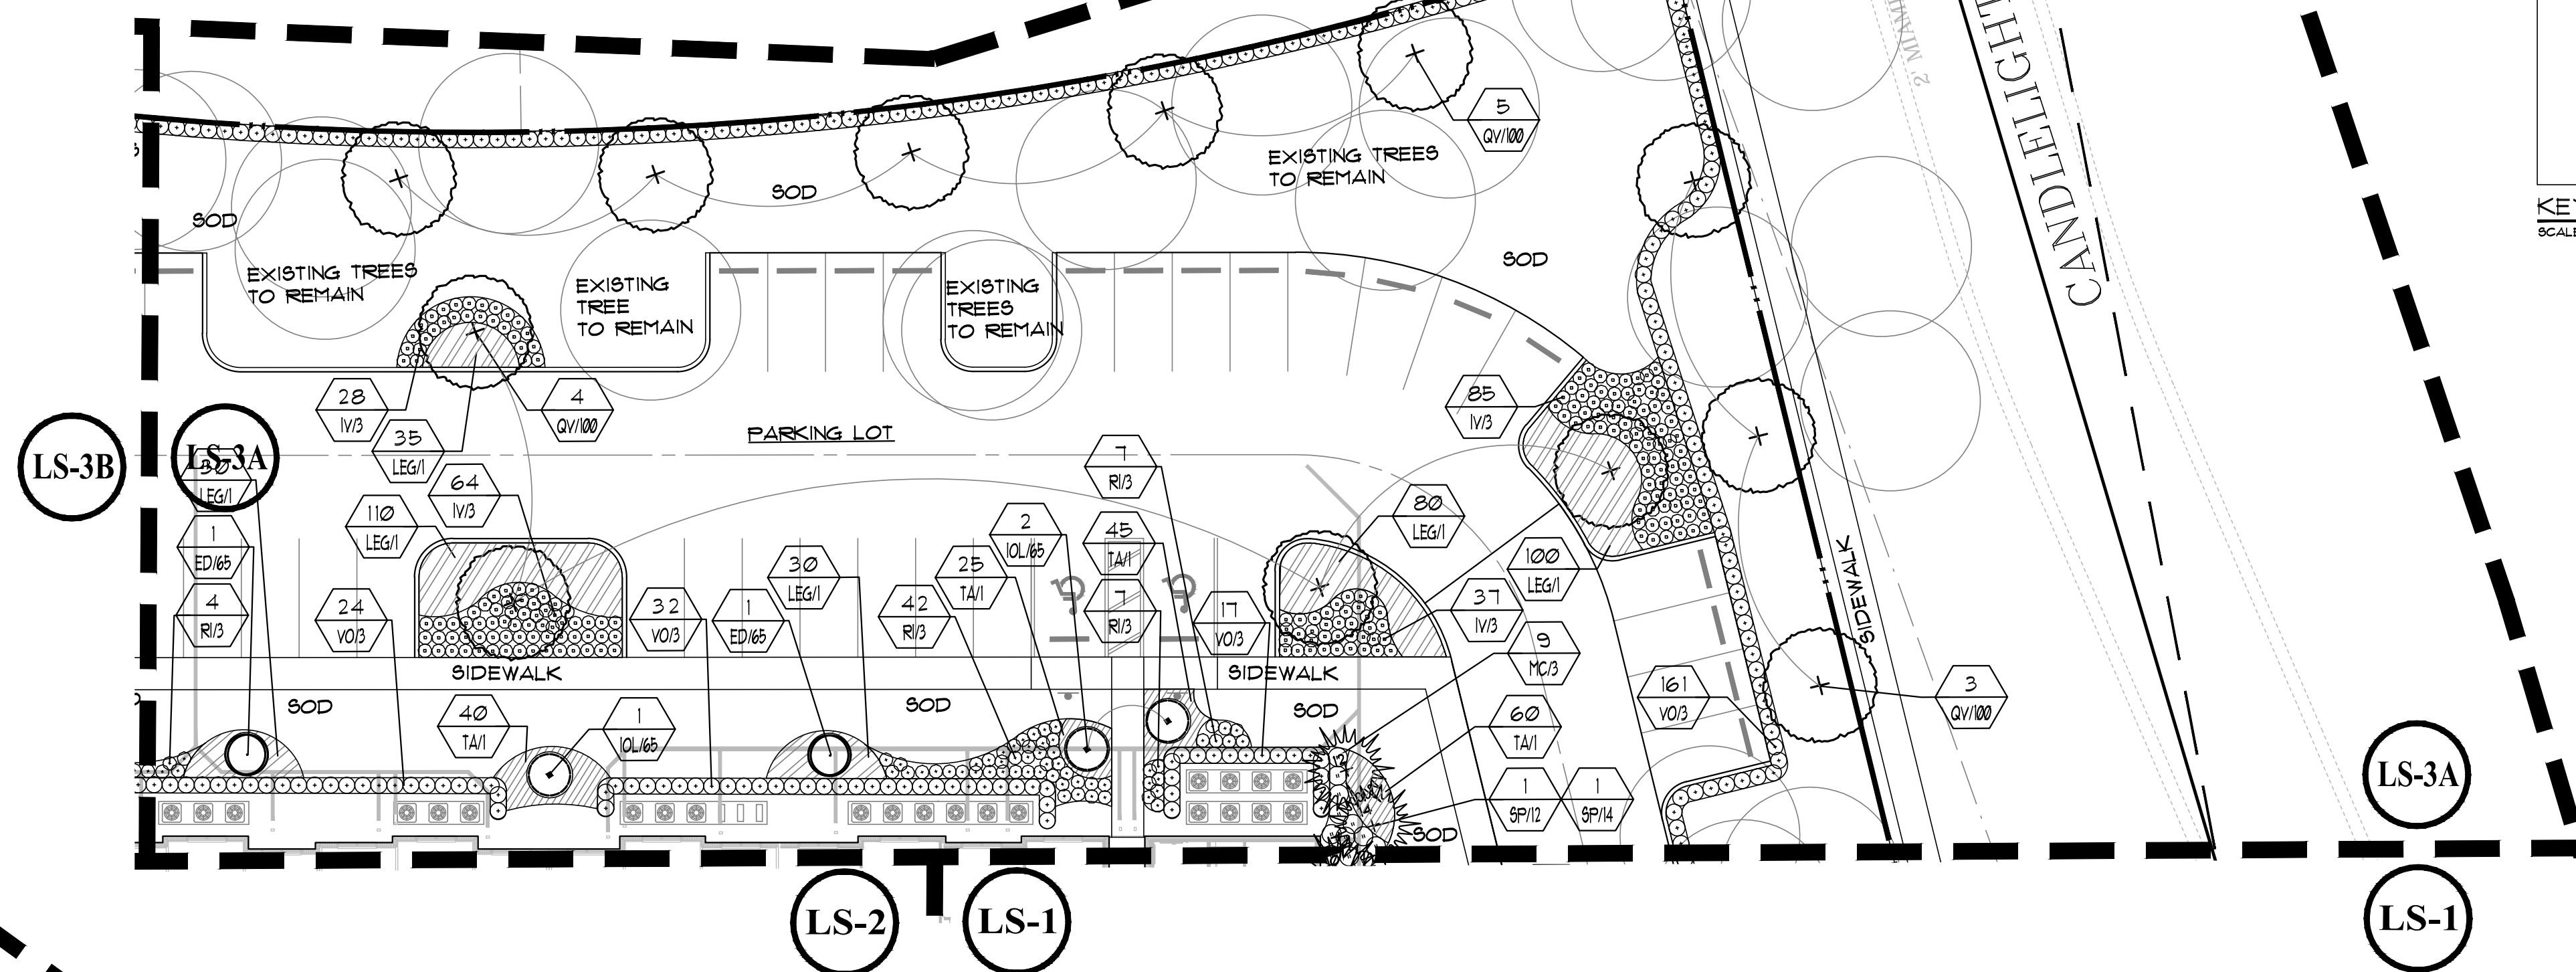 5
QV/100
EXISTING TREES
TO REMAIN
SOD
SOD
SOD
CANDLELIGHT
2' MIAMI
KE
SCALE
EXISTING TREES
TO REMAIN
EXISTING
TREE
TO REMAIN
EXISTING
TREES
TO REMAIN
28
IV/3
35
LEG/1
4
QV/100
PARKING LOT
85
IV/3
LS-3B
LS-3A
30
LEG/1
64
IV/3
110
LEG/1
7
RI/3
80
LEG/1
1
ED/65
4
RI/3
24
VO/3
32
VO/3
1
ED/65
30
LEG/1
42
RI/3
25
TA/1
2
IOL/65
45
TA/1
7
RI/3
17
VO/3
100
LEG/1
37
IV/3
9
MC/3
SIDEWALK
SIDEWALK
SIDEWALK
161
VO/3
3
QV/100
SOD
SOD
SOD
40
TA/1
1
IOL/65
60
TA/1
1
SP/12
1
SP/14
SOD
LS-3A
LS-2
LS-1
LS-1